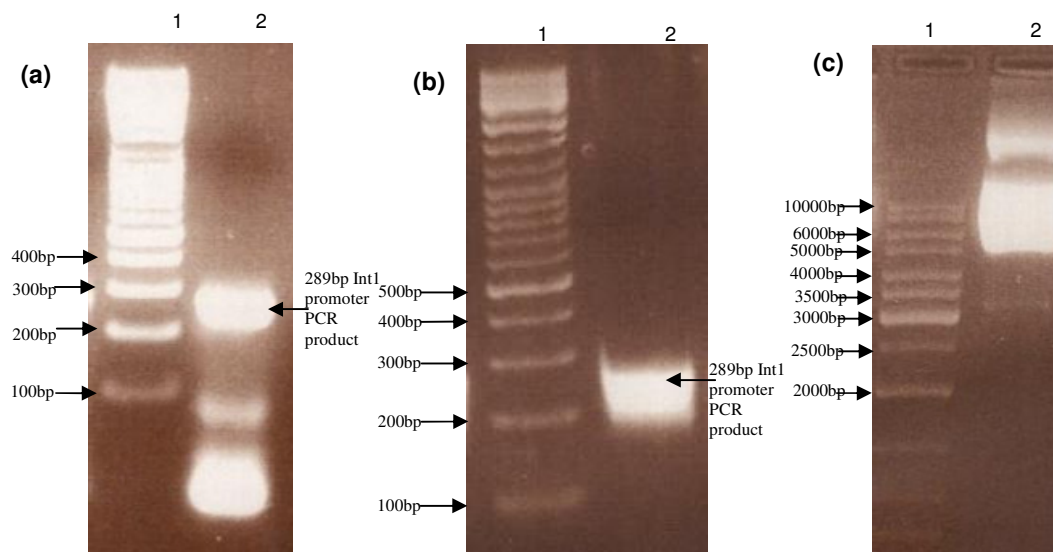 1
2
(a)
400bp
300bp
200bp
100bp
289bp Int1
promoter
PCR
product
1
2
(b)
500bp
400bp
300bp
200bp
100bp
289bp Int1
promoter
PCR
product
1
2
(c)
10000bp
6000bp
5000bp
4000bp
3500bp
3000bp
2500bp
2000bp